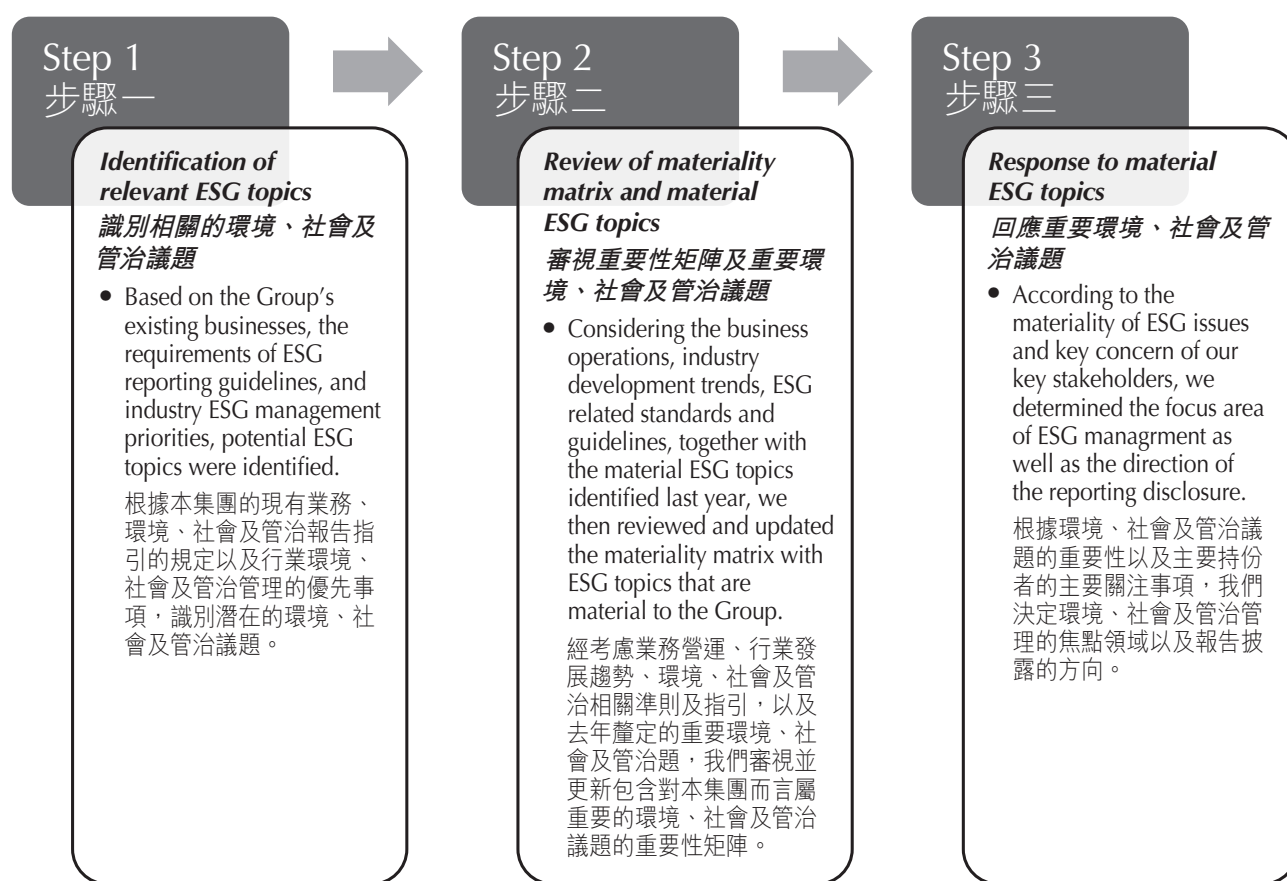 Step 1
步驟一
Identification of
relevant ESG topics
識別相關的環境、社會及
管治議題
• Based on the Group's
existing businesses, the
requirements of ESG
reporting guidelines, and
industry ESG management
priorities, potential ESG
topics were identified.
根據本集團的現有業務、
環境、社會及管治報告指
引的規定以及行業環境、
社會及管治管理的優先事
項，識別潛在的環境、社
會及管治議題。
Step 2
步驟二
Review of materiality
matrix and material
ESG topics
審視重要性矩陣及重要環
境、社會及管治議題
• Considering the business
operations, industry
development trends, ESG
related standards and
guidelines, together with
the material ESG topics
identified last year, we
then reviewed and updated
the materiality matrix with
ESG topics that are
material to the Group.
經考慮業務營運、行業發
展趨勢、環境、社會及管
治相關準則及指引，以及
去年釐定的重要環境、社
會及管治題，我們審視並
更新包含對本集團而言屬
重要的環境、社會及管治
議題的重要性矩陣。
Step 3
步驟三
Response to material
ESG topics
回應重要環境、社會及管
治議題
• According to the
materiality of ESG issues
and key concern of our
key stakeholders, we
determined the focus area
of ESG managrment as
well as the direction of
the reporting disclosure.
根據環境、社會及管治議
題的重要性以及主要持份
者的主要關注事項，我們
決定環境、社會及管治管
理的焦點領域以及報告披
露的方向。